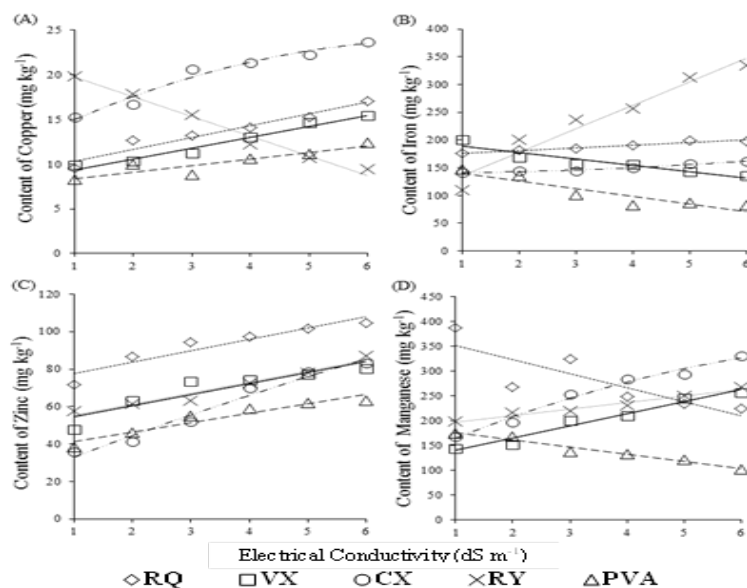 (A)
Content of Copper (mg kg-1)
25
20
15
10
5
0
1 2 3 4 5 6
(B)
Content of Iron (mg kg-1)
400
350
300
250
200
150
100
50
0
1 2 3 4 5 6
(C)
Content of Zinc (mg kg-1)
120
100
80
60
40
20
0
1 2 3 4 5 6
(D)
Content of Manganese (mg kg-1)
450
400
350
300
250
200
150
100
50
0
1 2 3 4 5 6
Electrical Conductivity (dS m-1)
RQ VX CX RY PVA